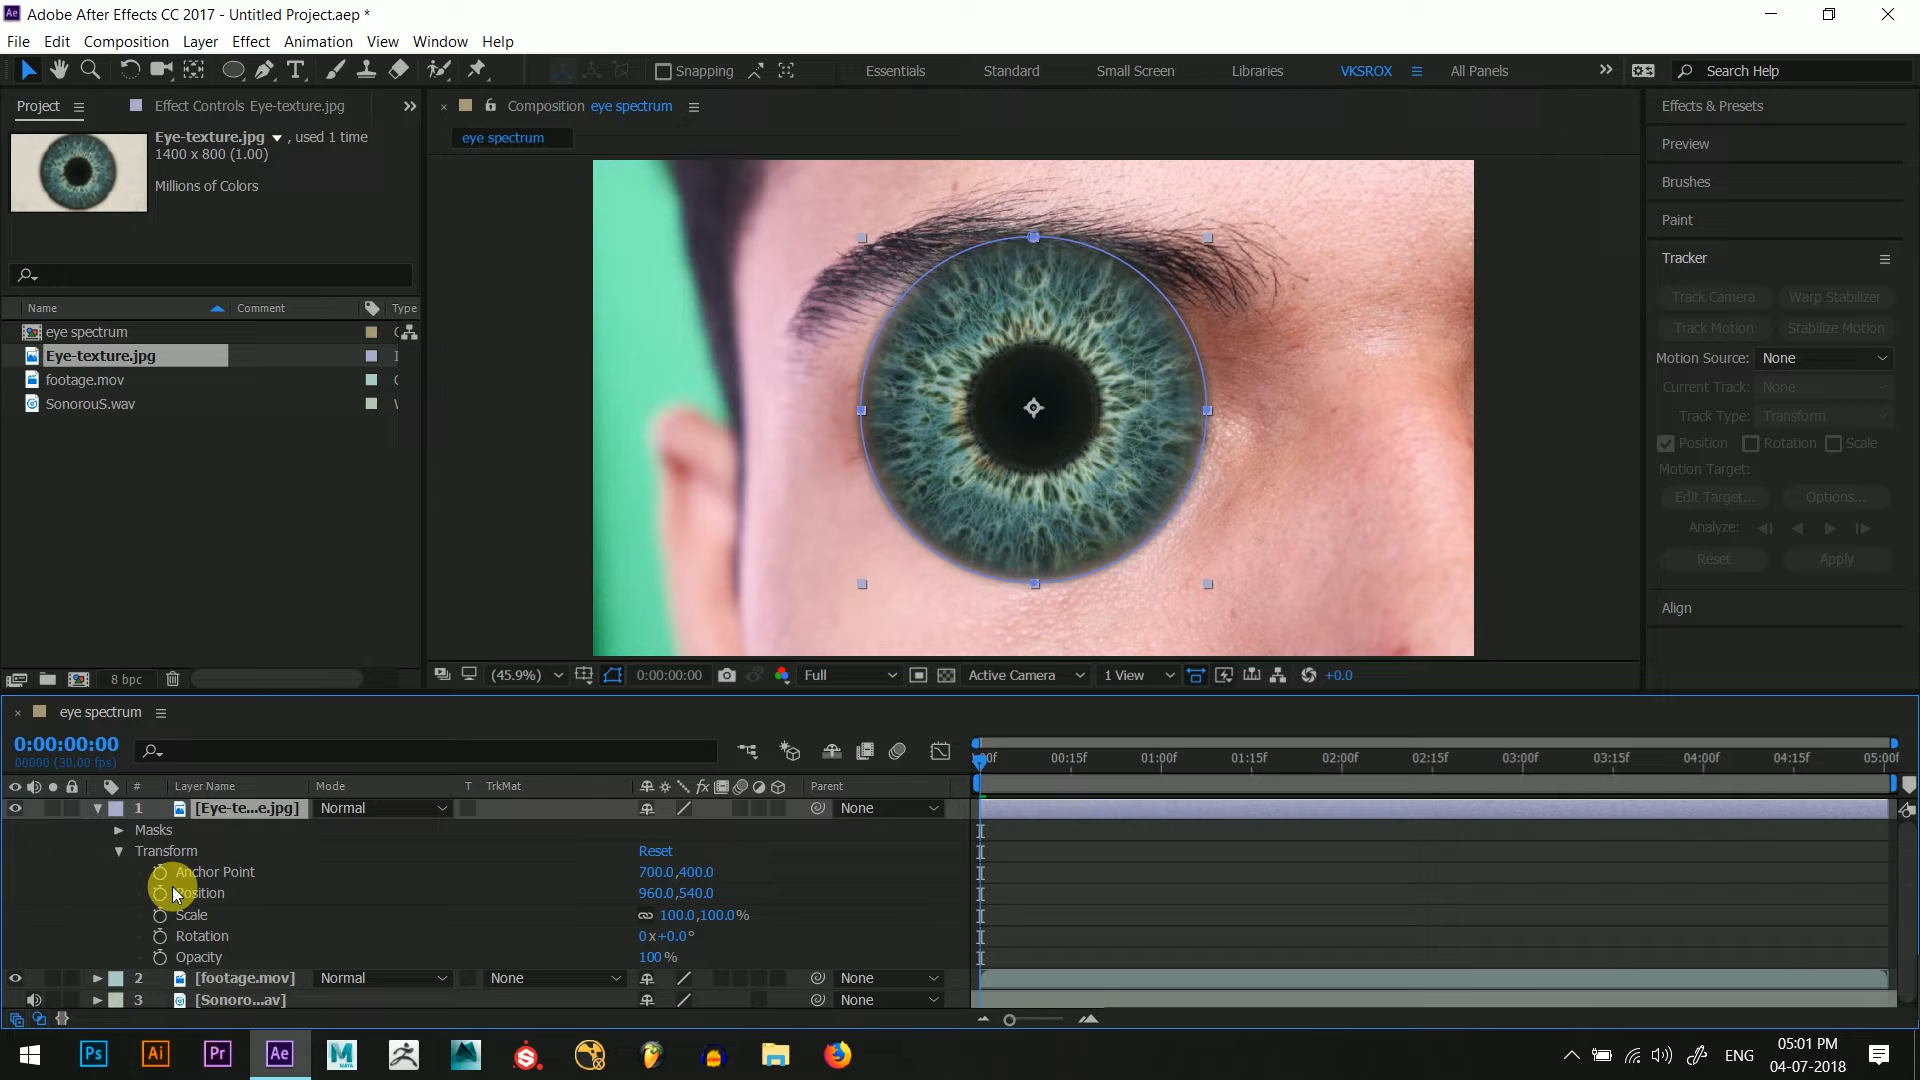 Adobe After Effects CC 2017 - Untitled Project.aep *
File Edit Composition Layer Effect Animation View Window Help
Snapping Essentials Standard Small Screen Libraries VKSROX All Panels Search Help
Project Effect Controls Eye-texture.jpg Composition eye spectrum Effects & Presets
Eye-texture.jpg , used 1 time
1400 x 800 (1.00)
Millions of Colors
eye spectrum
Preview
Brushes
Paint
Tracker
Track Camera Warp Stabilizer
Track Motion Stabilize Motion
Motion Source: None
Current Track: None
Track Type: Transform
Position Rotation Scale
Motion Target:
Edit Target... Options...
Analyze:
Reset Apply
Align
Name Comment Type
eye spectrum
Eye-texture.jpg
footage.mov
SonorouS.wav
8 bpc
(45.9%) 0:00:00:00 Full Active Camera 1 View +0.0
eye spectrum
0:00:00:00
00000 (30.00 fps)
00f 00:15f 01:00f 01:15f 02:00f 02:15f 03:00f 03:15f 04:00f 04:15f 05:00f
# Layer Name Mode T TrkMat Parent
1 [Eye-te...e.jpg] Normal None
Masks
Transform Reset
Anchor Point 700.0,400.0
Position 960.0,540.0
Scale 100.0,100.0%
Rotation 0x+0.0°
Opacity 100%
2 [footage.mov] Normal None None
3 [Sonoro...av] None
Ps Ai Pr Ae MAYA ENG 05:01 PM
04-07-2018